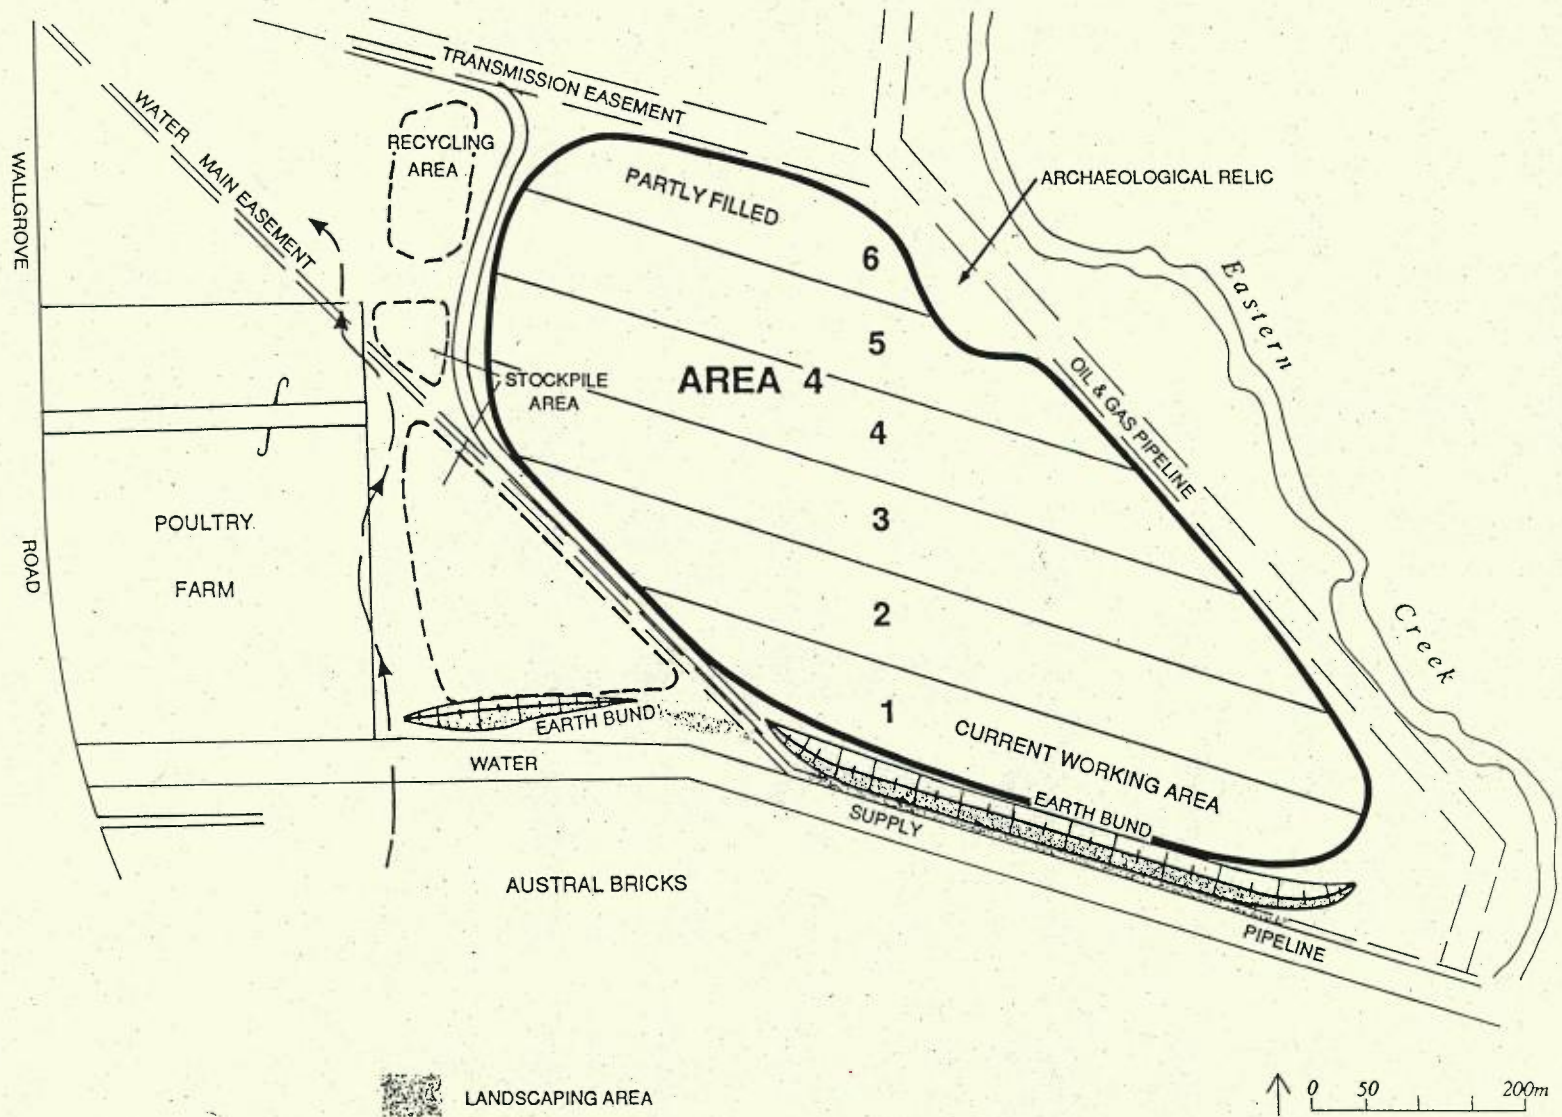 TRANSMISSION EASEMENT
WATER MAIN EASEMENT
RECYCLING
AREA
PARTLY FILLED
ARCHAEOLOGICAL RELIC
WALLGROVE
ROAD
6
5
AREA 4
4
3
2
1
STOCKPILE
AREA
Eastern
Creek
OIL & GAS PIPELINE
POULTRY
FARM
EARTH BUND
CURRENT WORKING AREA
WATER
SUPPLY
PIPELINE
EARTH BUND
AUSTRAL BRICKS
LANDSCAPING AREA
0 50 200m